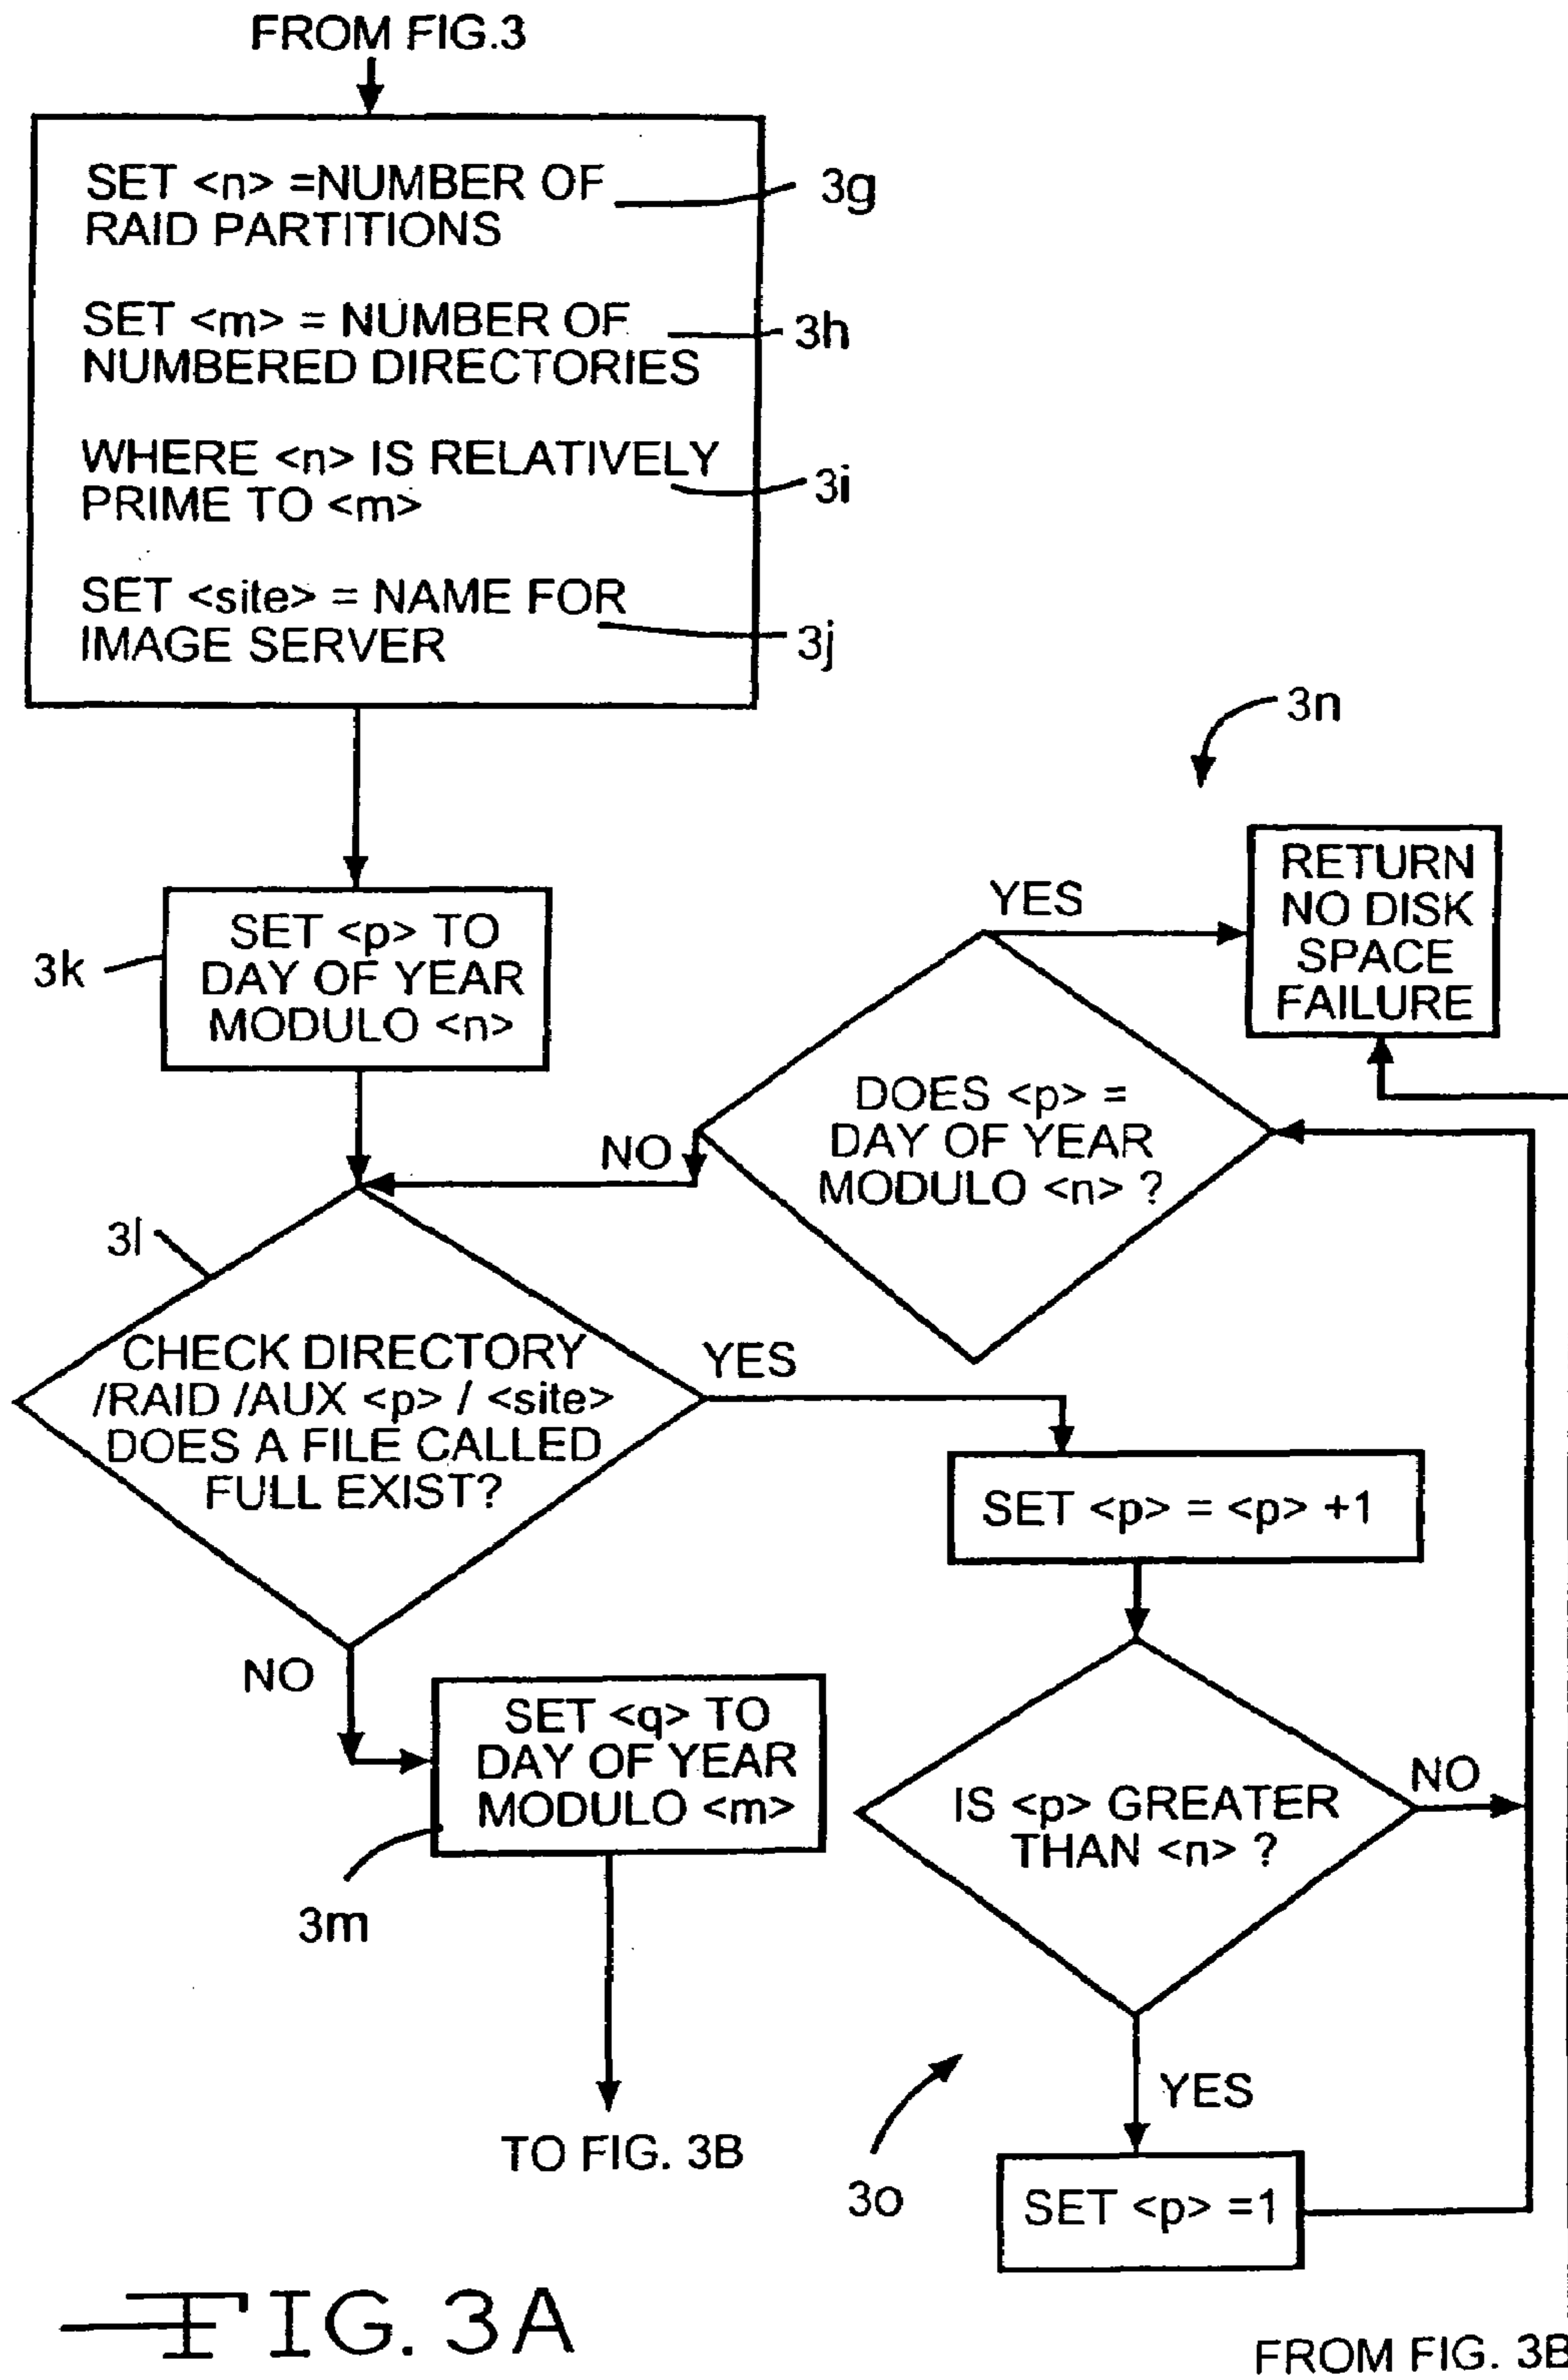 FROM FIG.3
SET <n> =NUMBER OF
RAID PARTITIONS
3g
SET <m> = NUMBER OF
NUMBERED DIRECTORIES
3h
WHERE <n> IS RELATIVELY
PRIME TO <m>
3i
SET <site> = NAME FOR
IMAGE SERVER
3j
3n
RETURN
NO DISK
SPACE
FAILURE
YES
3k
SET <p> TO
DAY OF YEAR
MODULO <n>
DOES <p> =
DAY OF YEAR
MODULO <n> ?
NO
3l
CHECK DIRECTORY
/RAID /AUX <p> / <site>
DOES A FILE CALLED
FULL EXIST?
YES
SET <p> = <p> +1
NO
SET <q> TO
DAY OF YEAR
MODULO <m>
3m
IS <p> GREATER
THAN <n> ?
NO
YES
3o
TO FIG. 3B
SET <p> =1
FIG. 3A
FROM FIG. 3B